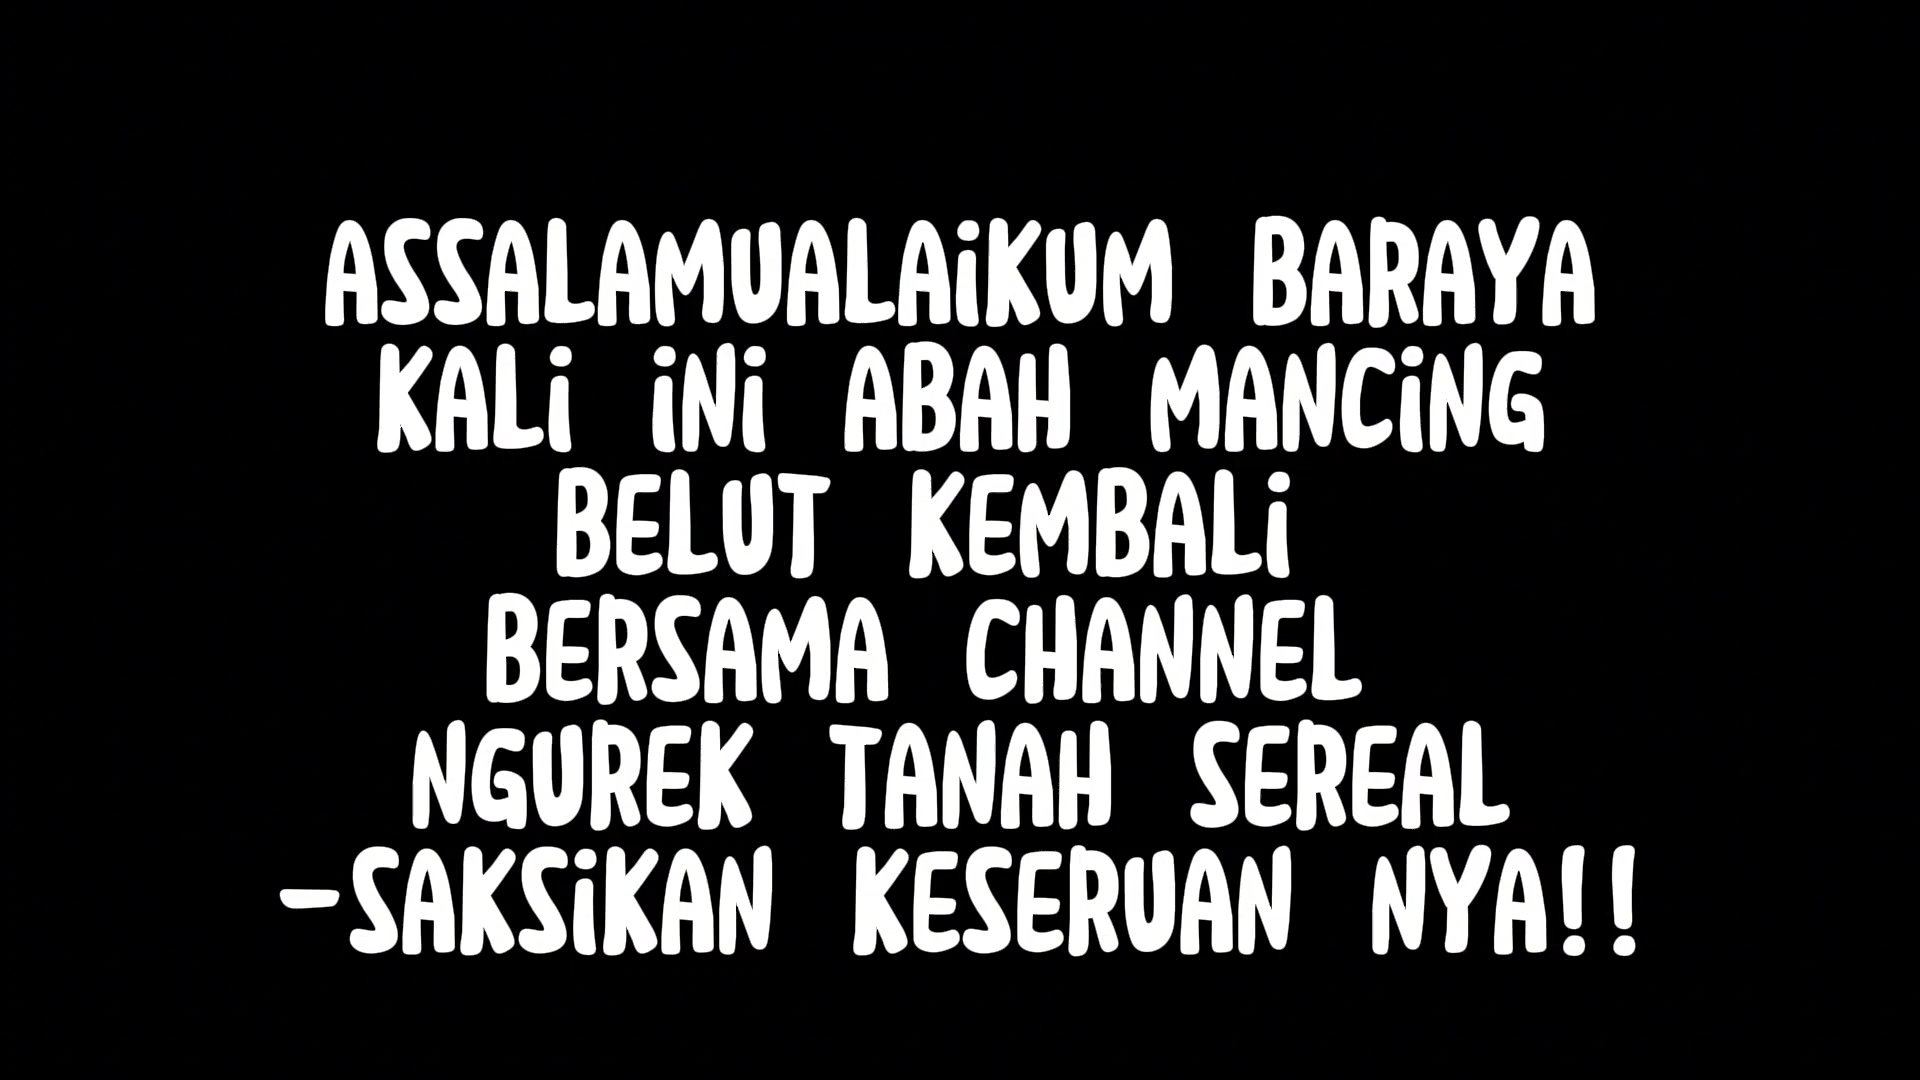 ASSALAMUALAiKUM BARAYA
KALi iNi ABAH MANCiNG
BELUT KEMBALi
BERSAMA CHANNEL
NGUREK TANAH SEREAL
-SAKSiKAN KESERUAN NYA!!